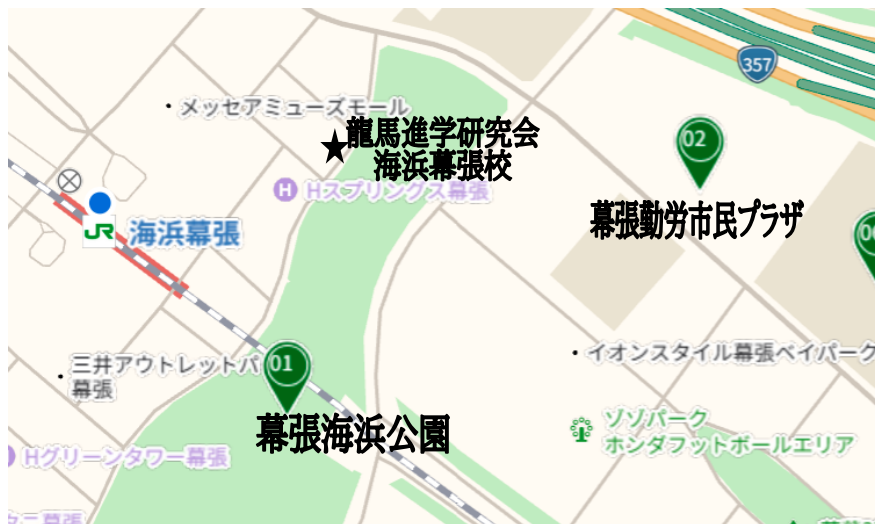 357
メッセアミューズモール
龍馬進学研究会
海浜幕張校
02
Hスプリングス幕張
幕張勤労市民プラザ
JR 海浜幕張
三井アウトレットパ
幕張
01
イオンスタイル幕張ベイパーク
幕張海浜公園
ゾゾパーク
ホンダフットボールエリア
Hグリーンタワー幕張